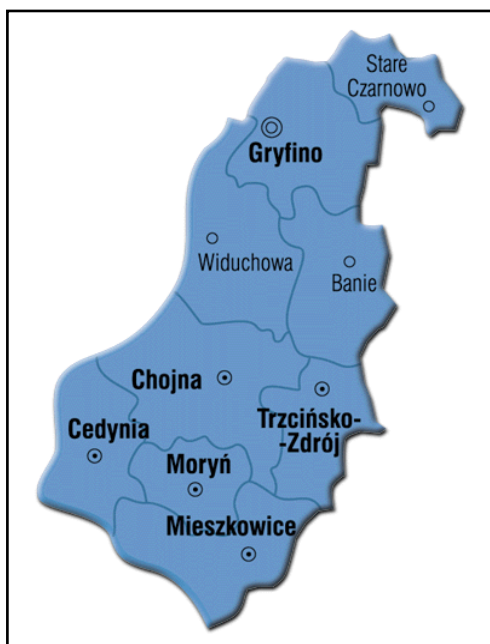 Stare
Czarnowo
Gryfino
Widuchowa
Banie
Chojna
Trzcińsko-
-Zdrój
Cedynia
Moryń
Mieszkowice